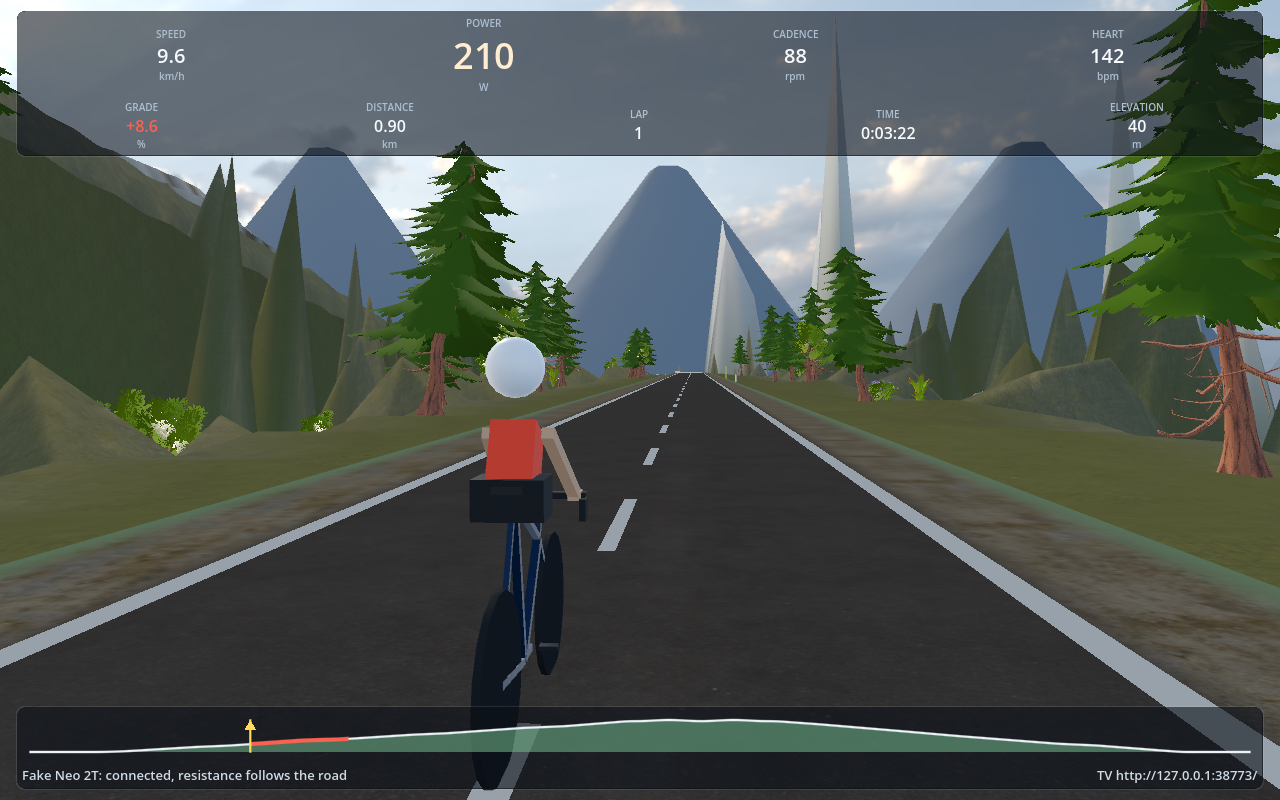 SPEED
9.6
km/h
POWER
210
W
CADENCE
88
rpm
HEART
142
bpm
GRADE
+8.6
%
DISTANCE
0.90
km
LAP
1
TIME
0:03:22
ELEVATION
40
m
Fake Neo 2T: connected, resistance follows the road
TV http://127.0.0.1:38773/